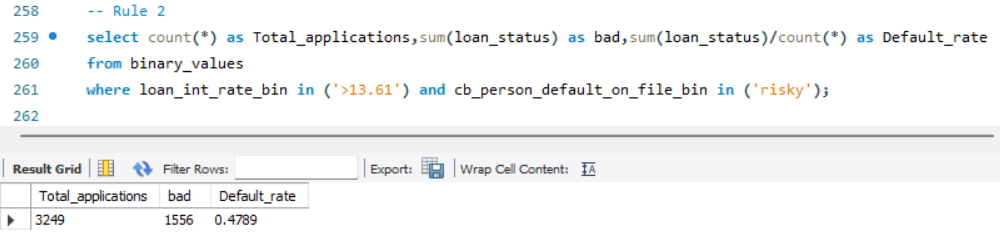 258 -- Rule 2
259 select count(*) as Total_applications,sum(loan_status) as bad,sum(loan_status)/count(*) as Default_rate
260 from binary_values
261 where loan_int_rate_bin in ('>13.61') and cb_person_default_on_file_bin in ('risky');
262
Result Grid Filter Rows: Export: Wrap Cell Content: IA
Total_applications bad Default_rate
3249 1556 0.4789